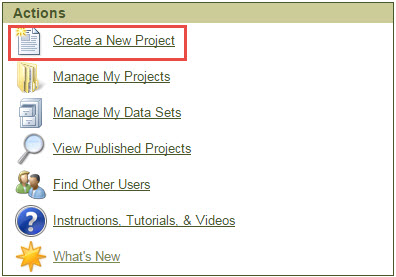 Actions
Create a New Project
Manage My Projects
Manage My Data Sets
View Published Projects
Find Other Users
Instructions, Tutorials, & Videos
What's New